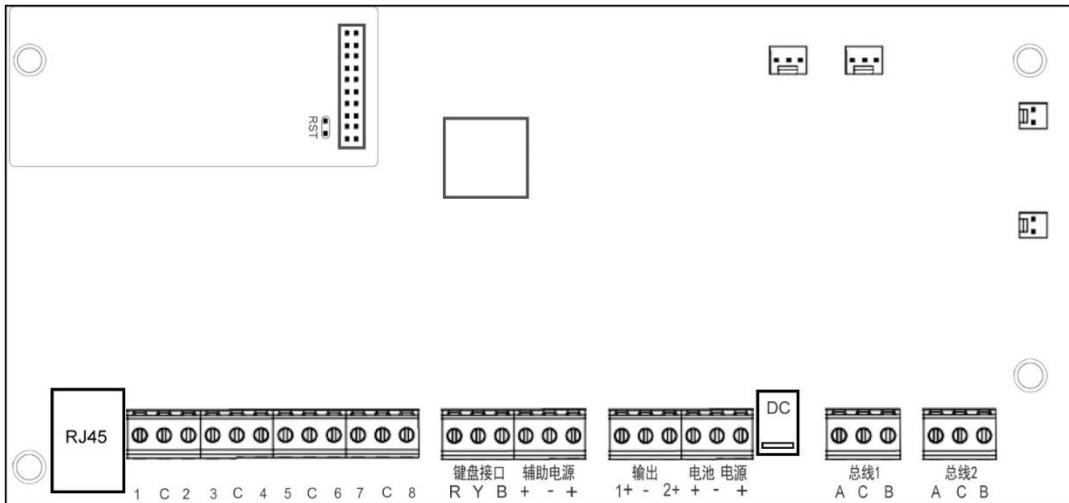 RST
DC
RJ45
键盘接口 辅助电源 输出 电池 电源 总线1 总线2
1 C 2 3 C 4 5 C 6 7 C 8 R Y B + - + 1+ - 2+ + - + A C B A C B